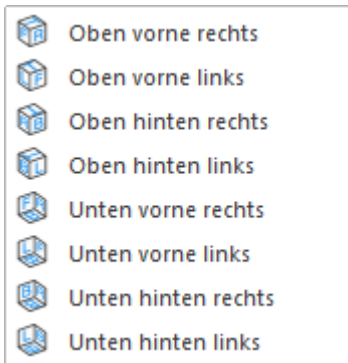 Oben vorne rechts
Oben vorne links
Oben hinten rechts
Oben hinten links
Unten vorne rechts
Unten vorne links
Unten hinten rechts
Unten hinten links